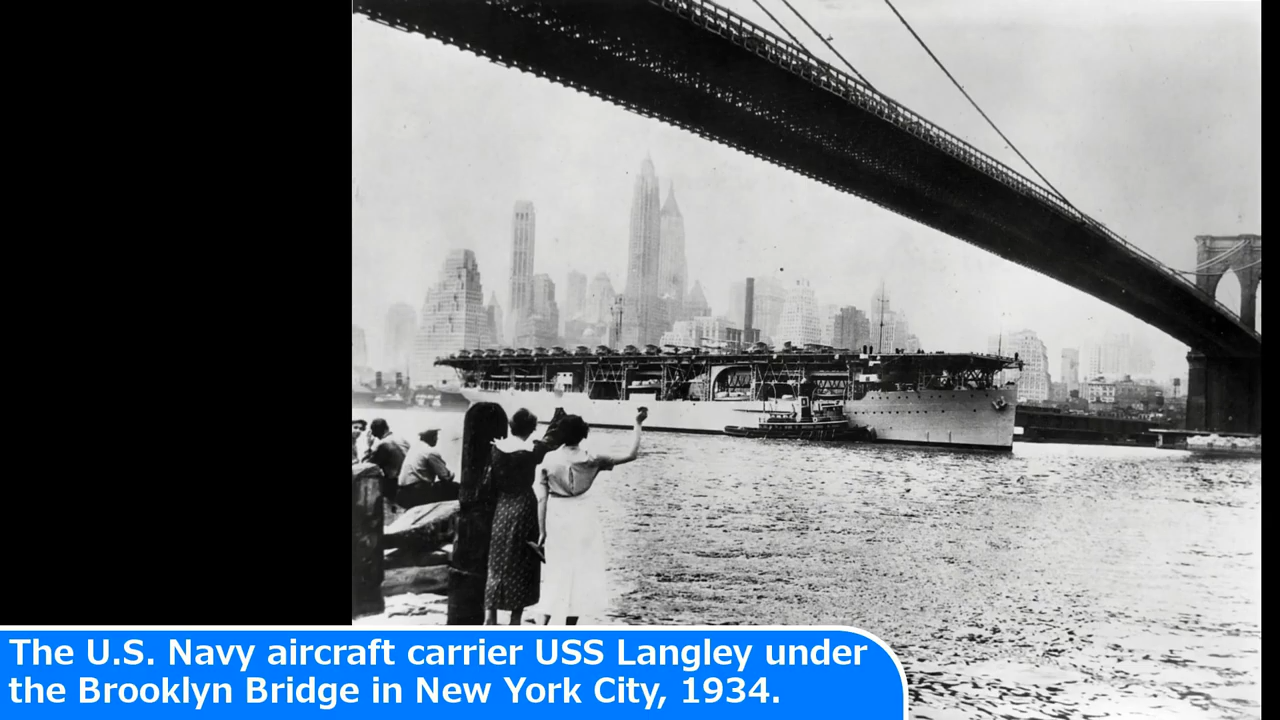 The U.S. Navy aircraft carrier USS Langley under
the Brooklyn Bridge in New York City, 1934.